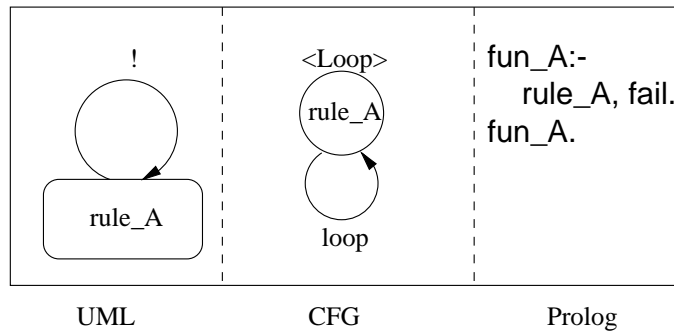 !
rule_A
UML
<Loop>
rule_A
loop
CFG
fun_A:-
rule_A, fail.
fun_A.
Prolog